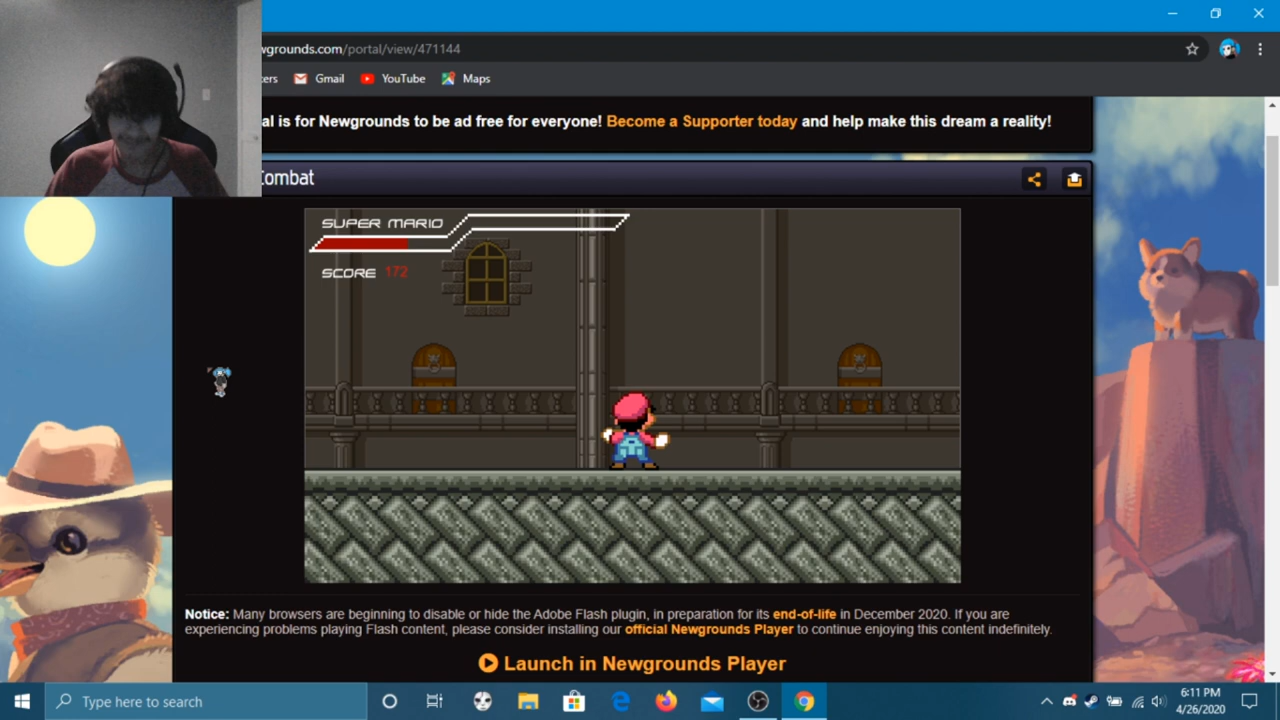 wgrounds.com/portal/view/471144
ers Gmail YouTube Maps
al is for Newgrounds to be ad free for everyone! Become a Supporter today and help make this dream a reality!
Combat
SUPER MARIO
SCORE 172
Notice: Many browsers are beginning to disable or hide the Adobe Flash plugin, in preparation for its end-of-life in December 2020. If you are
experiencing problems playing Flash content, please consider installing our official Newgrounds Player to continue enjoying this content indefinitely.
Launch in Newgrounds Player
Type here to search
6:11 PM
4/26/2020